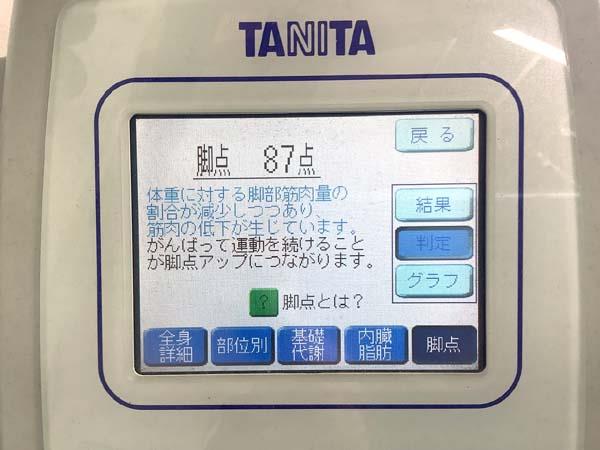 TANITA
脚点 87点
戻る
体重に対する脚部筋肉量の
割合が減少しつつあり、
筋肉の低下が生じています。
がんばって運動を続けること
が脚点アップにつながります。
結果
判定
グラフ
? 脚点とは?
全身
詳細
部位別
基礎
代謝
内臓
脂肪
脚点